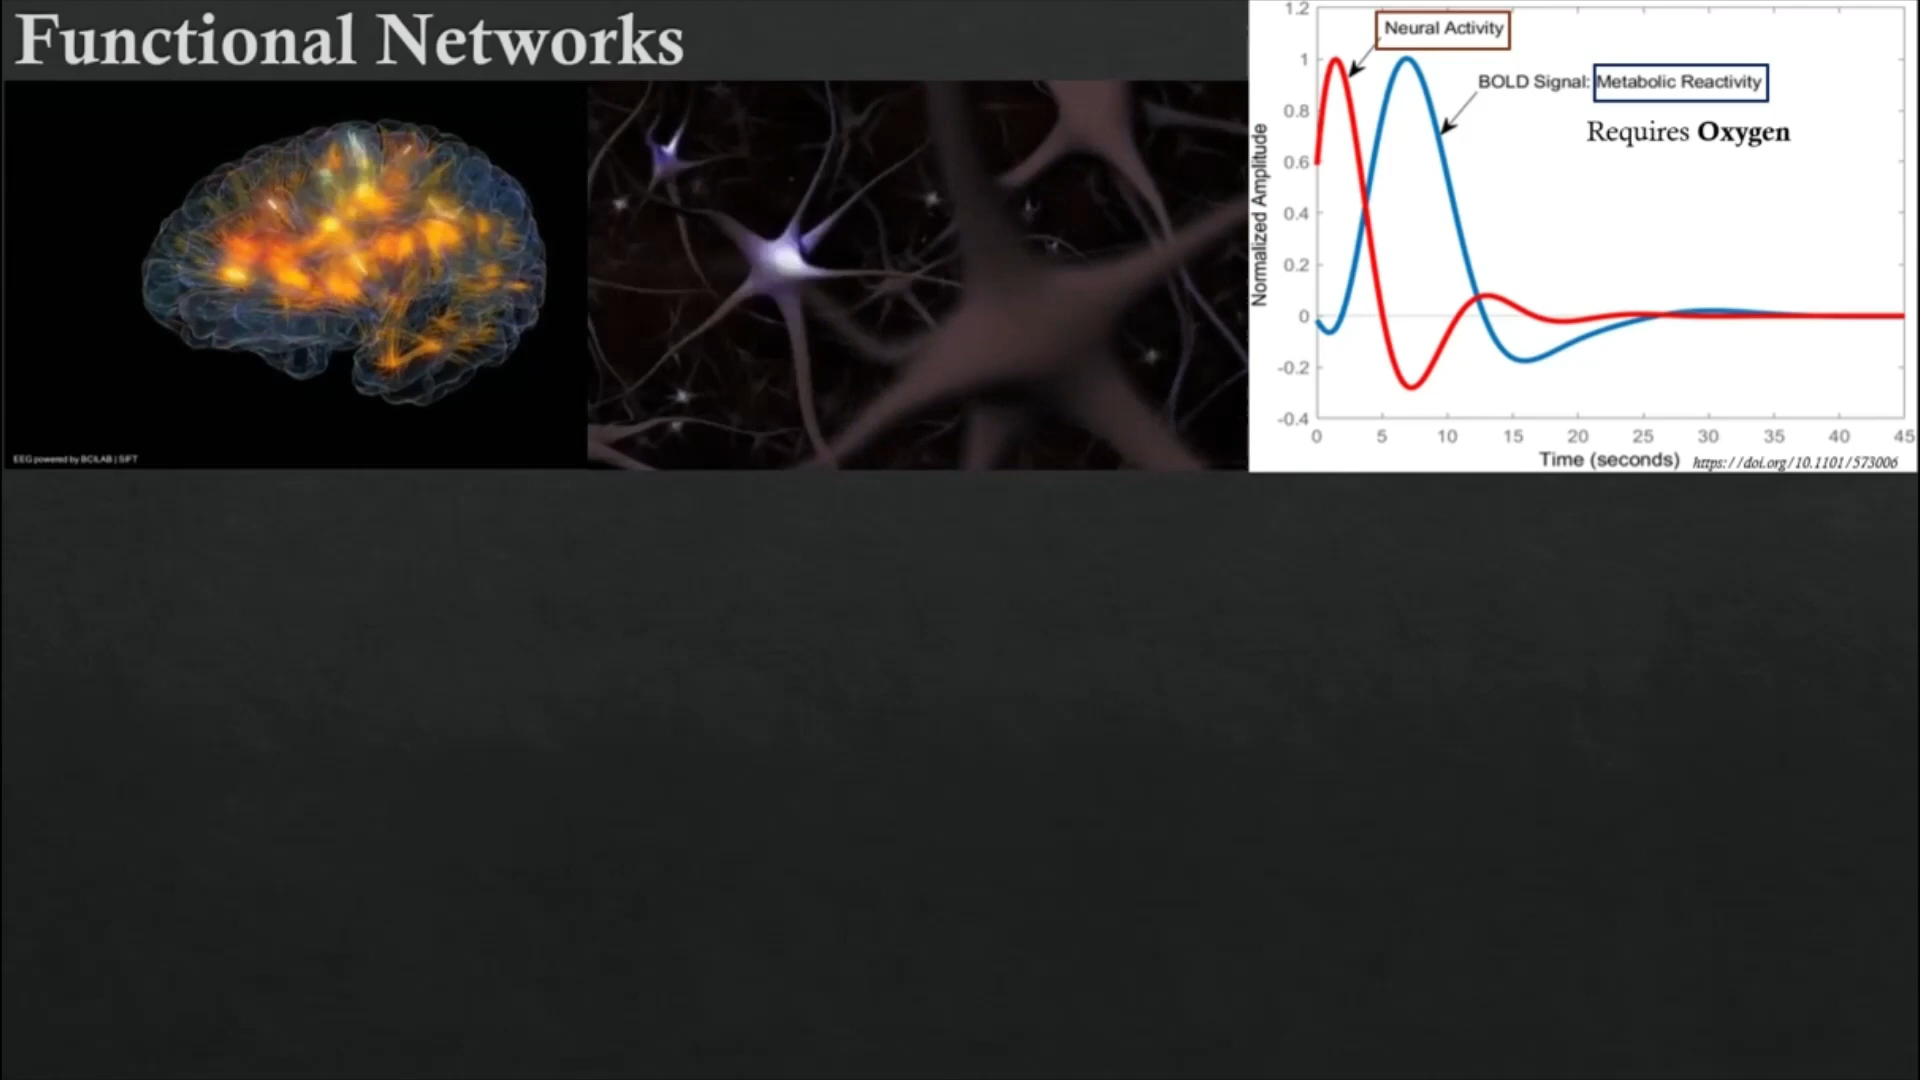 Functional Networks
EEG powered by BCILAB | SIFT
1.2
1
0.8
0.6
0.4
0.2
0
-0.2
-0.4
Normalized Amplitude
Neural Activity
BOLD Signal: Metabolic Reactivity
Requires Oxygen
0 5 10 15 20 25 30 35 40 45
Time (seconds)
https://doi.org/10.1101/573006